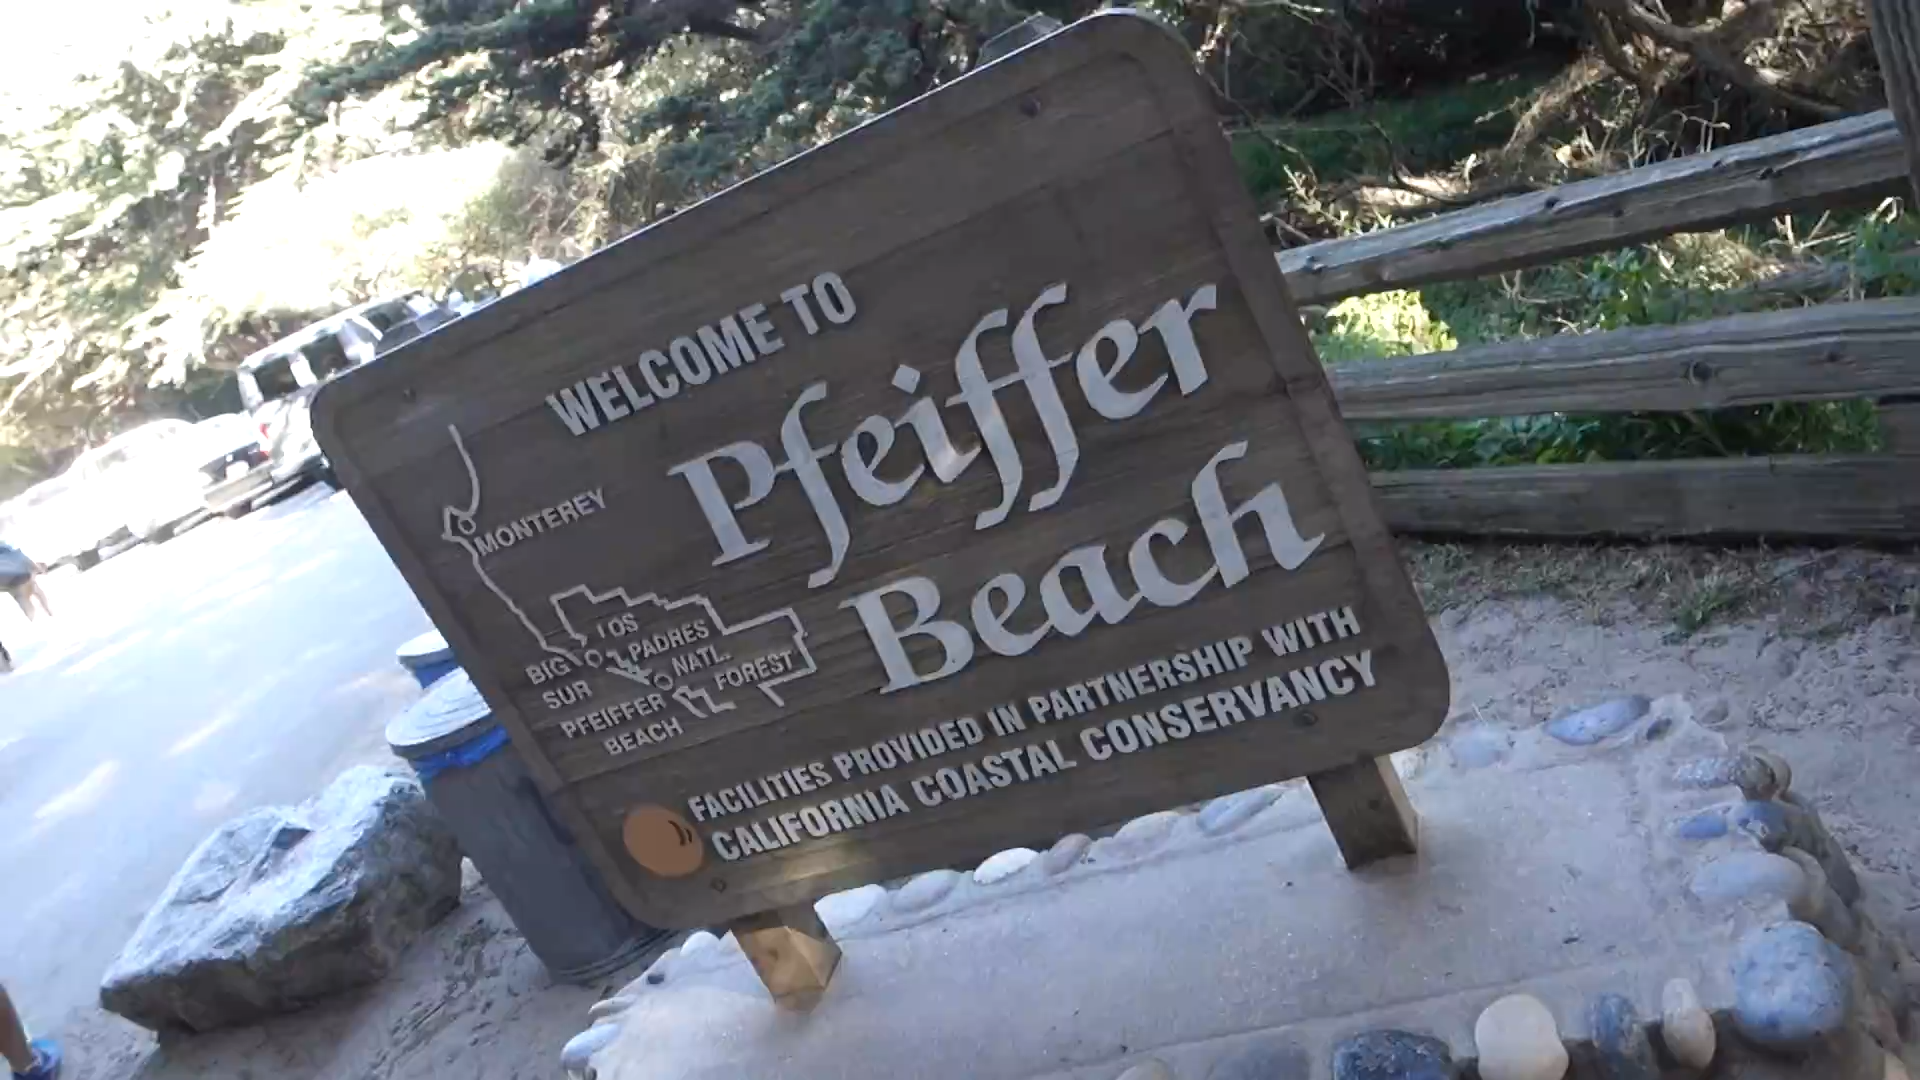 WELCOME TO
Pfeiffer
Beach
MONTEREY
LOS
PADRES
NATL.
FOREST
BIG
SUR
PFEIFFER
BEACH
FACILITIES PROVIDED IN PARTNERSHIP WITH
CALIFORNIA COASTAL CONSERVANCY